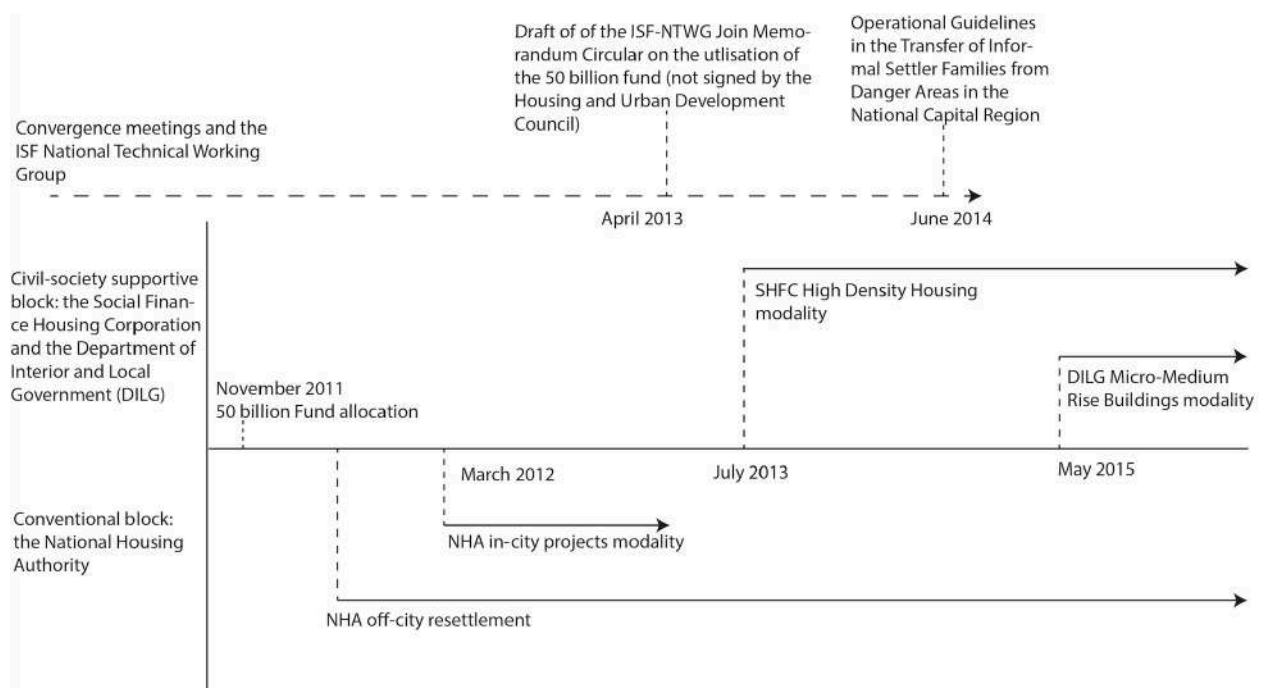 Draft of of the ISF-NTWG Join Memo-
randum Circular on the utlisation of
the 50 billion fund (not signed by the
Housing and Urban Development
Council)
Operational Guidelines
in the Transfer of Infor-
mal Settler Families from
Danger Areas in the
National Capital Region
Convergence meetings and the
ISF National Technical Working
Group
April 2013
June 2014
Civil-society supportive
block: the Social Finan-
ce Housing Corporation
and the Department of
Interior and Local
Government (DILG)
SHFC High Density Housing
modality
DILG Micro-Medium
Rise Buildings modality
November 2011
50 billion Fund allocation
March 2012
July 2013
May 2015
Conventional block:
the National Housing
Authority
NHA in-city projects modality
NHA off-city resettlement